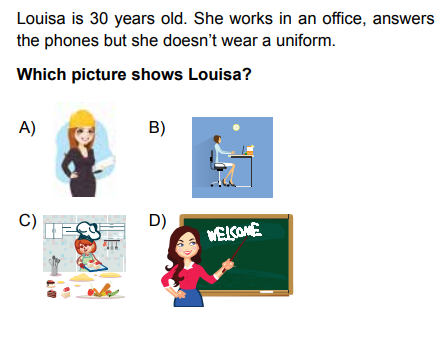 Louisa is 30 years old. She works in an office, answers
the phones but she doesn’t wear a uniform.
Which picture shows Louisa?
A)
B)
C)
D)
WELCOME